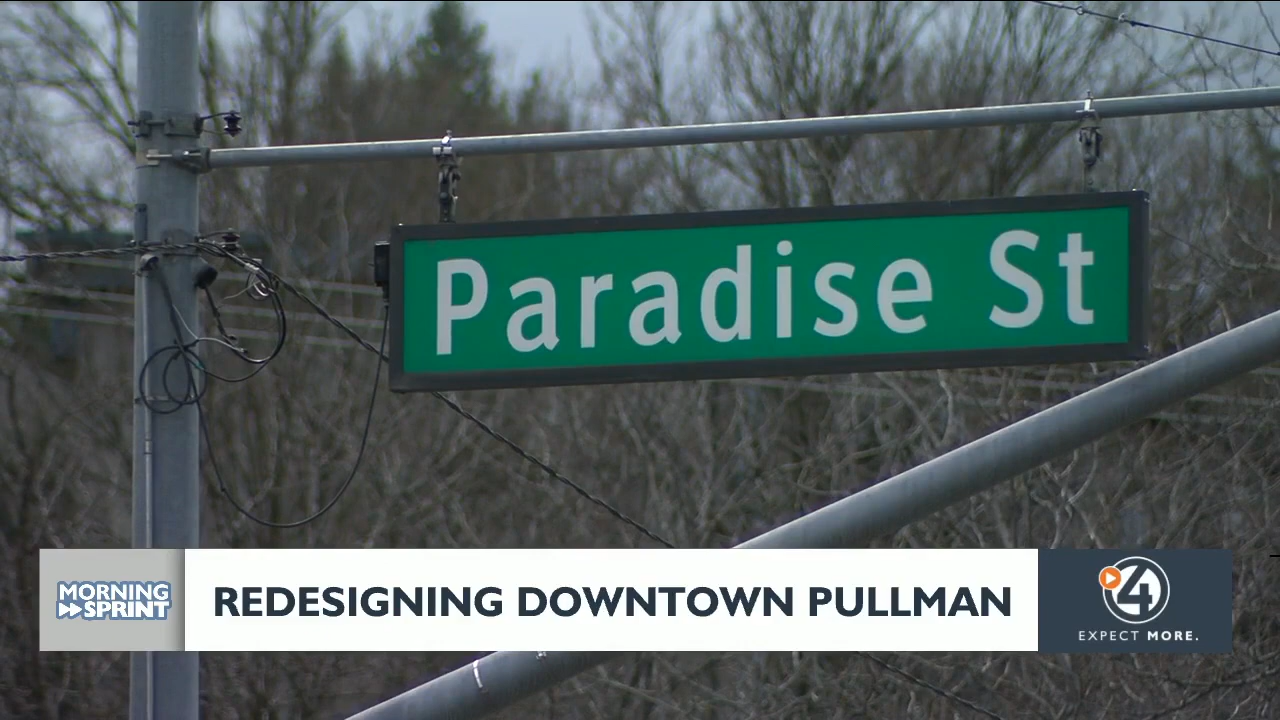 Paradise St
MORNING
SPRINT
REDESIGNING DOWNTOWN PULLMAN
4
EXPECT MORE.